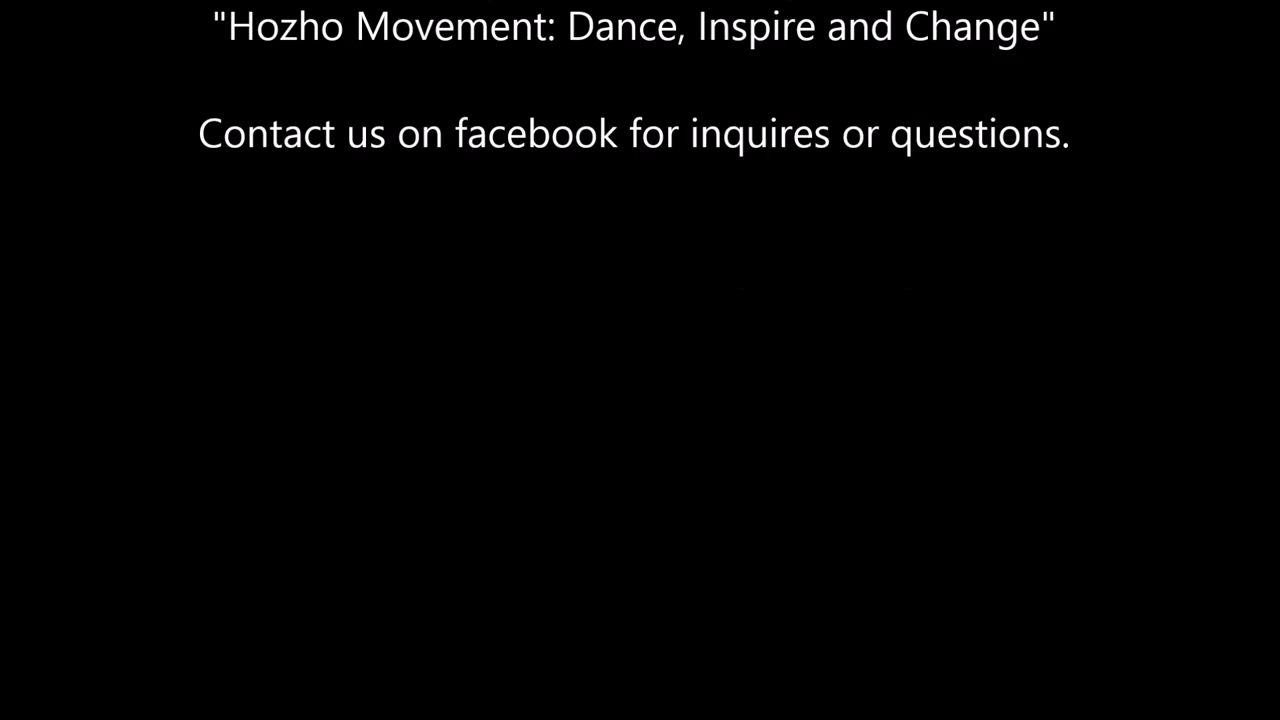 "Hozho Movement: Dance, Inspire and Change"
Contact us on facebook for inquires or questions.